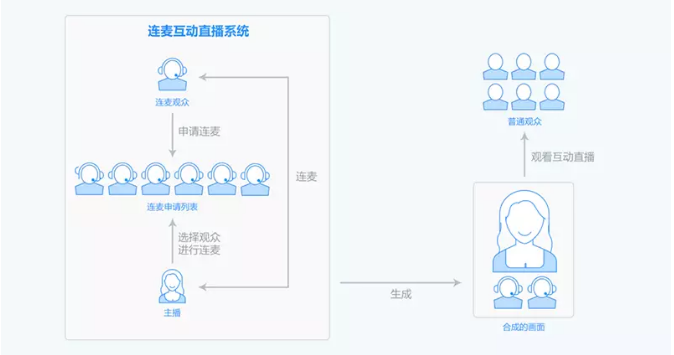 连麦互动直播系统
连麦观众
申请连麦
连麦申请列表
连麦
选择观众
进行连麦
主播
生成
普通观众
观看互动直播
合成的画面